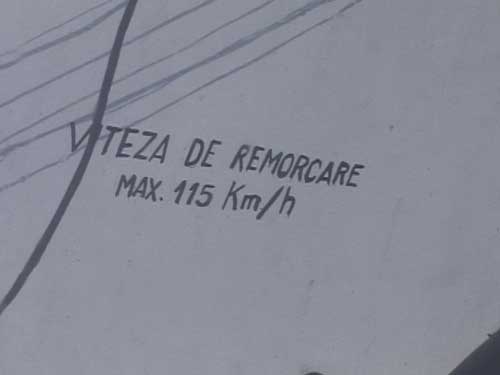 VITEZA DE REMORCARE
MAX. 115 Km/h